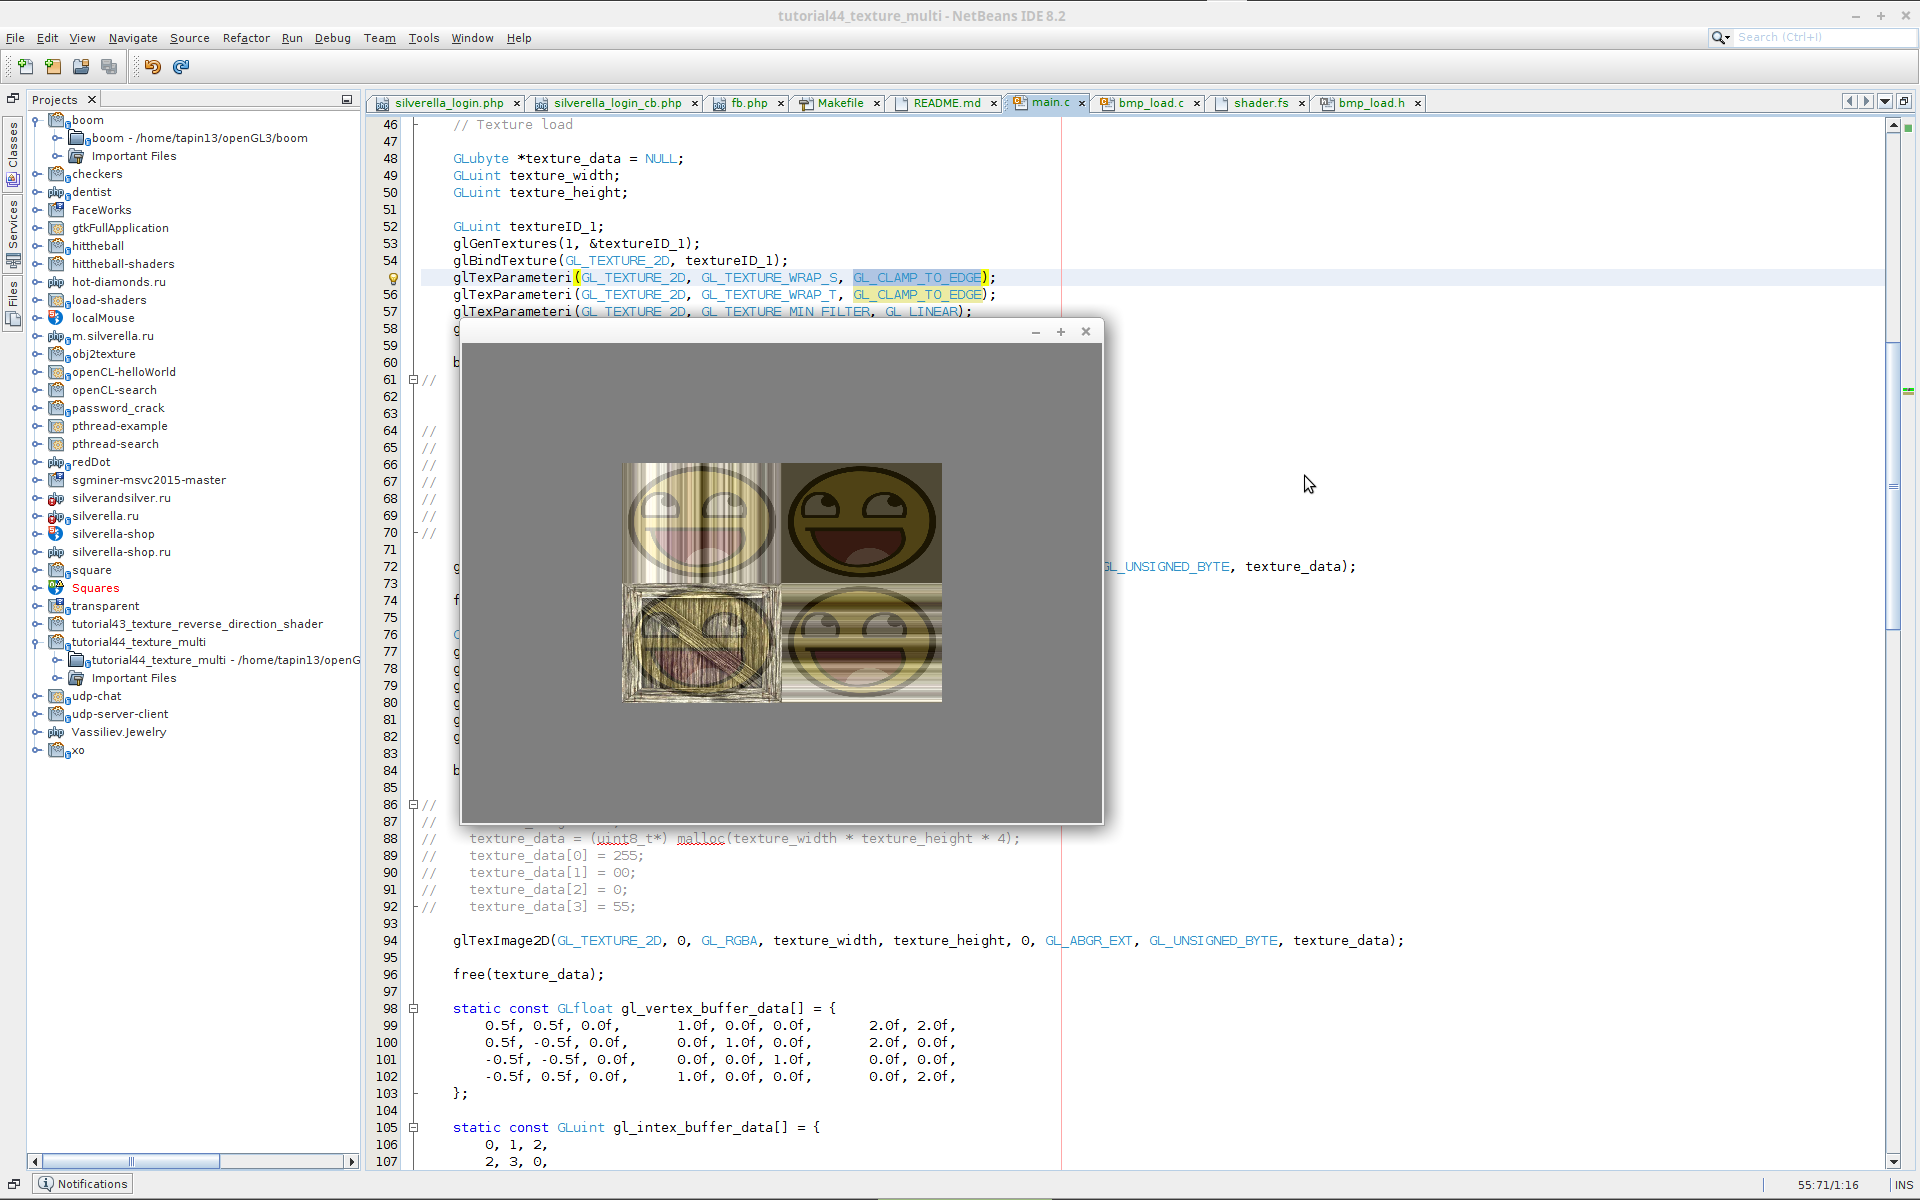 tutorial44_texture_multi - NetBeans IDE 8.2
File Edit View Navigate Source Refactor Run Debug Team Tools Window Help
Search (Ctrl+I)
Projects
silverella_login.php silverella_login_cb.php fb.php Makefile README.md main.c bmp_load.c shader.fs bmp_load.h
Classes
Services
Files
boom
boom - /home/tapin13/openGL3/boom
Important Files
checkers
dentist
FaceWorks
gtkFullApplication
hittheball
hittheball-shaders
hot-diamonds.ru
load-shaders
localMouse
m.silverella.ru
obj2texture
openCL-helloWorld
openCL-search
password_crack
pthread-example
pthread-search
redDot
sgminer-msvc2015-master
silverandsilver.ru
silverella.ru
silverella-shop
silverella-shop.ru
square
Squares
transparent
tutorial43_texture_reverse_direction_shader
tutorial44_texture_multi
tutorial44_texture_multi - /home/tapin13/openG
Important Files
udp-chat
udp-server-client
Vassiliev.Jewelry
xo
46 // Texture load
47
48 GLubyte *texture_data = NULL;
49 GLuint texture_width;
50 GLuint texture_height;
51
52 GLuint textureID_1;
53 glGenTextures(1, &textureID_1);
54 glBindTexture(GL_TEXTURE_2D, textureID_1);
glTexParameteri(GL_TEXTURE_2D, GL_TEXTURE_WRAP_S, GL_CLAMP_TO_EDGE);
56 glTexParameteri(GL_TEXTURE_2D, GL_TEXTURE_WRAP_T, GL_CLAMP_TO_EDGE);
57 glTexParameteri(GL_TEXTURE_2D, GL_TEXTURE_MIN_FILTER, GL_LINEAR);
58 g
59
60 b
61 //
62
63
64 //
65 //
66 //
67 //
68 //
69 //
70 //
71
72 g GL_UNSIGNED_BYTE, texture_data);
73
74 f
75
76 G
77 g
78 g
79 g
80 g
81 g
82 g
83
84 b
85
86 //
87 //
88 // texture_data = (uint8_t*) malloc(texture_width * texture_height * 4);
89 // texture_data[0] = 255;
90 // texture_data[1] = 00;
91 // texture_data[2] = 0;
92 // texture_data[3] = 55;
93
94 glTexImage2D(GL_TEXTURE_2D, 0, GL_RGBA, texture_width, texture_height, 0, GL_ABGR_EXT, GL_UNSIGNED_BYTE, texture_data);
95
96 free(texture_data);
97
98 static const GLfloat gl_vertex_buffer_data[] = {
99 0.5f, 0.5f, 0.0f, 1.0f, 0.0f, 0.0f, 2.0f, 2.0f,
100 0.5f, -0.5f, 0.0f, 0.0f, 1.0f, 0.0f, 2.0f, 0.0f,
101 -0.5f, -0.5f, 0.0f, 0.0f, 0.0f, 1.0f, 0.0f, 0.0f,
102 -0.5f, 0.5f, 0.0f, 1.0f, 0.0f, 0.0f, 0.0f, 2.0f,
103 };
104
105 static const GLuint gl_intex_buffer_data[] = {
106 0, 1, 2,
107 2, 3, 0,
Notifications
55:71/1:16 INS